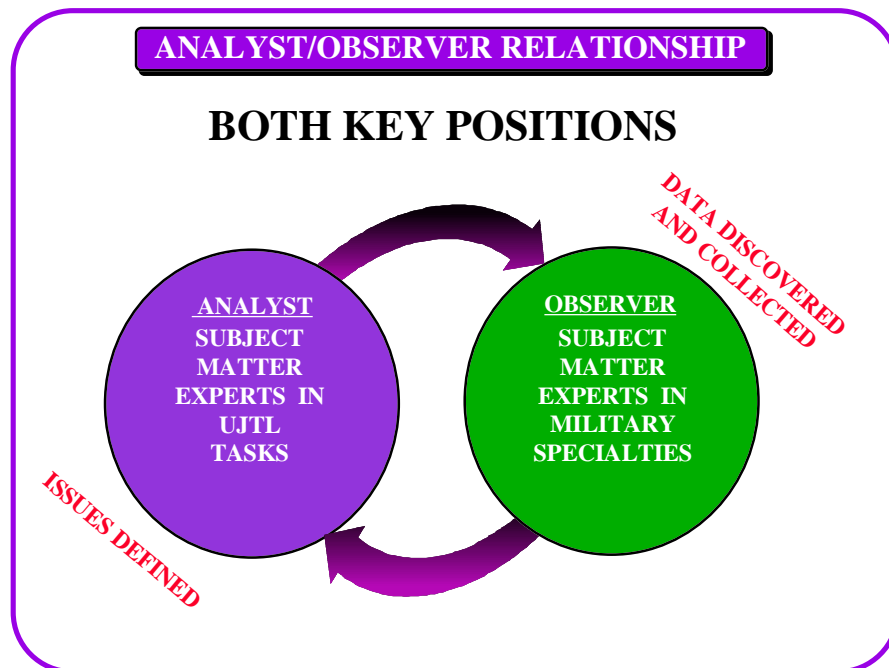 ANALYST/OBSERVER RELATIONSHIP
BOTH KEY POSITIONS
DATA DISCOVERED
AND COLLECTED
ANALYST
SUBJECT
MATTER
EXPERTS IN
UJTL
TASKS
OBSERVER
SUBJECT
MATTER
EXPERTS IN
MILITARY
SPECIALTIES
ISSUES DEFINED